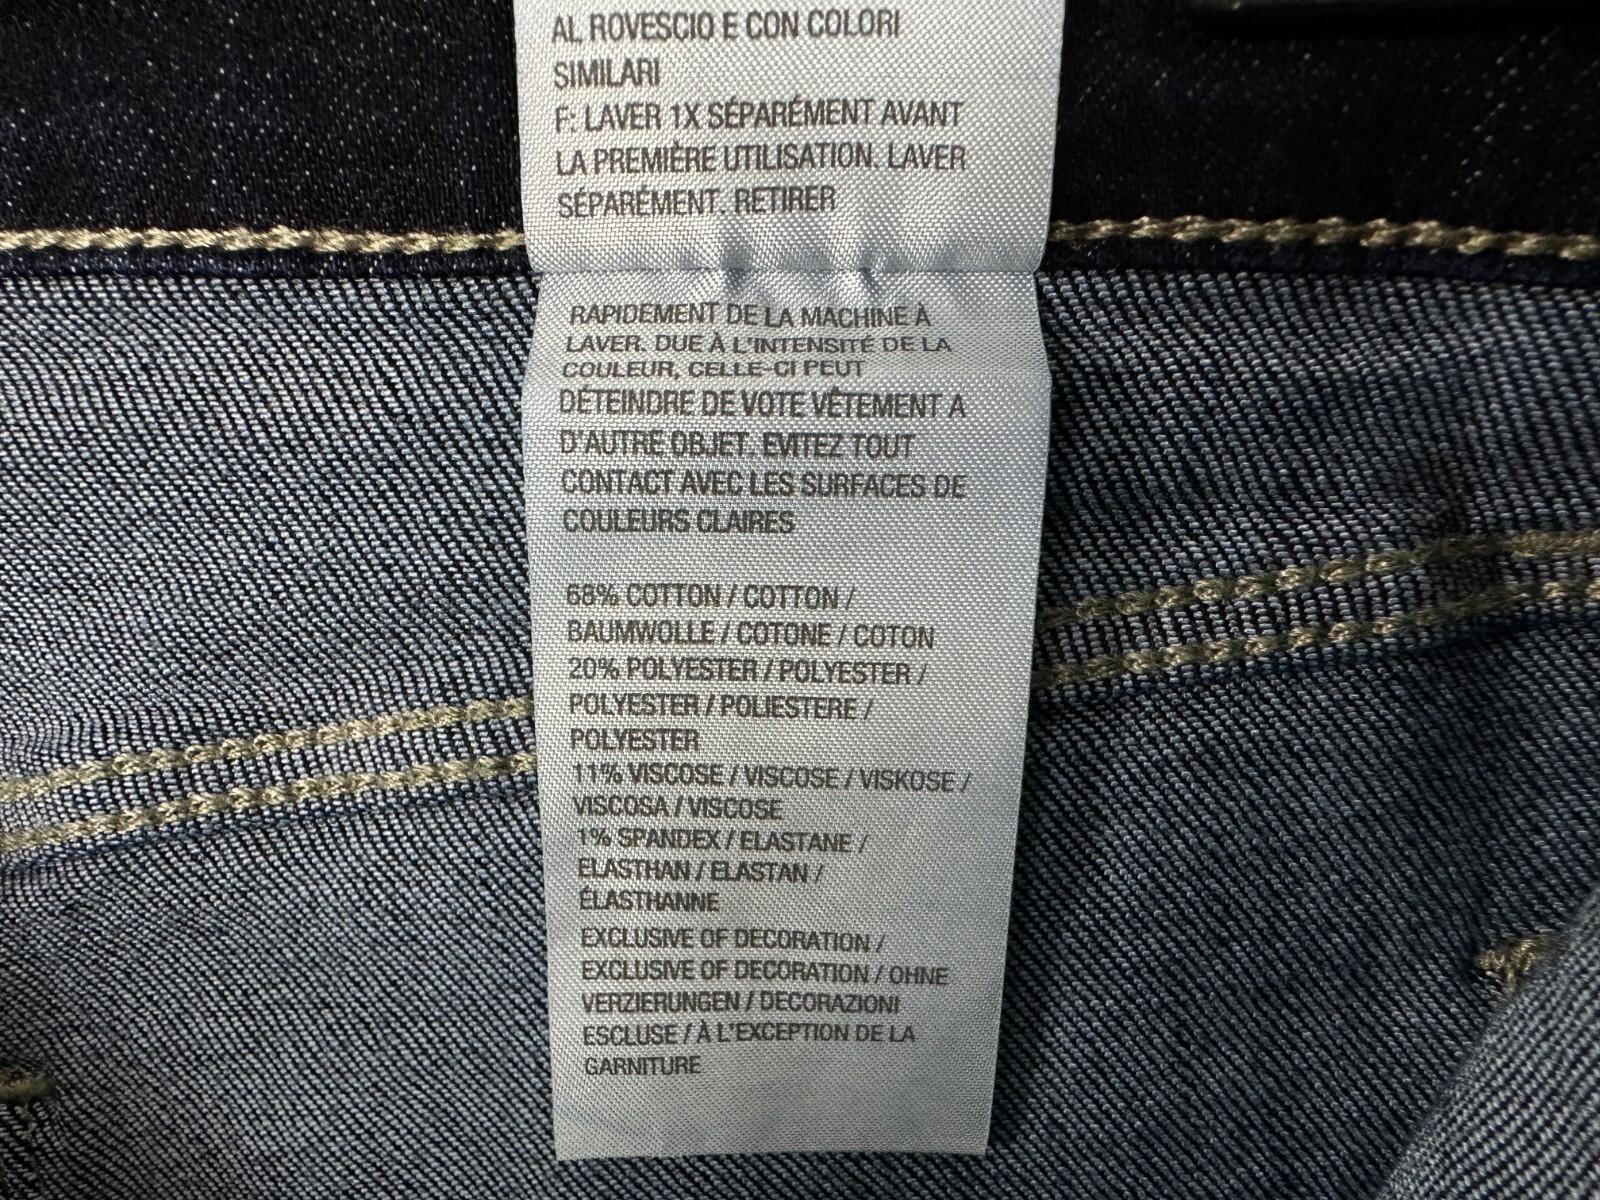 AL ROVESCIO E CON COLORI
SIMILARI
F: LAVER 1X SÉPARÉMENT AVANT
LA PREMIÈRE UTILISATION. LAVER
SÉPARÉMENT. RETIRER
RAPIDEMENT DE LA MACHINE À
LAVER. DUE À L'INTENSITÉ DE LA
COULEUR, CELLE-CI PEUT
DÉTEINDRE DE VOTE VÊTEMENT A
D'AUTRE OBJET. EVITEZ TOUT
CONTACT AVEC LES SURFACES DE
COULEURS CLAIRES
68% COTTON / COTTON /
BAUMWOLLE / COTONE / COTON
20% POLYESTER / POLYESTER /
POLYESTER / POLIESTERE /
POLYESTER
11% VISCOSE / VISCOSE / VISKOSE /
VISCOSA / VISCOSE
1% SPANDEX / ELASTANE /
ELASTHAN / ELASTAN /
ÉLASTHANNE
EXCLUSIVE OF DECORATION /
EXCLUSIVE OF DECORATION / OHNE
VERZIERUNGEN / DECORAZIONI
ESCLUSE / À L'EXCEPTION DE LA
GARNITURE